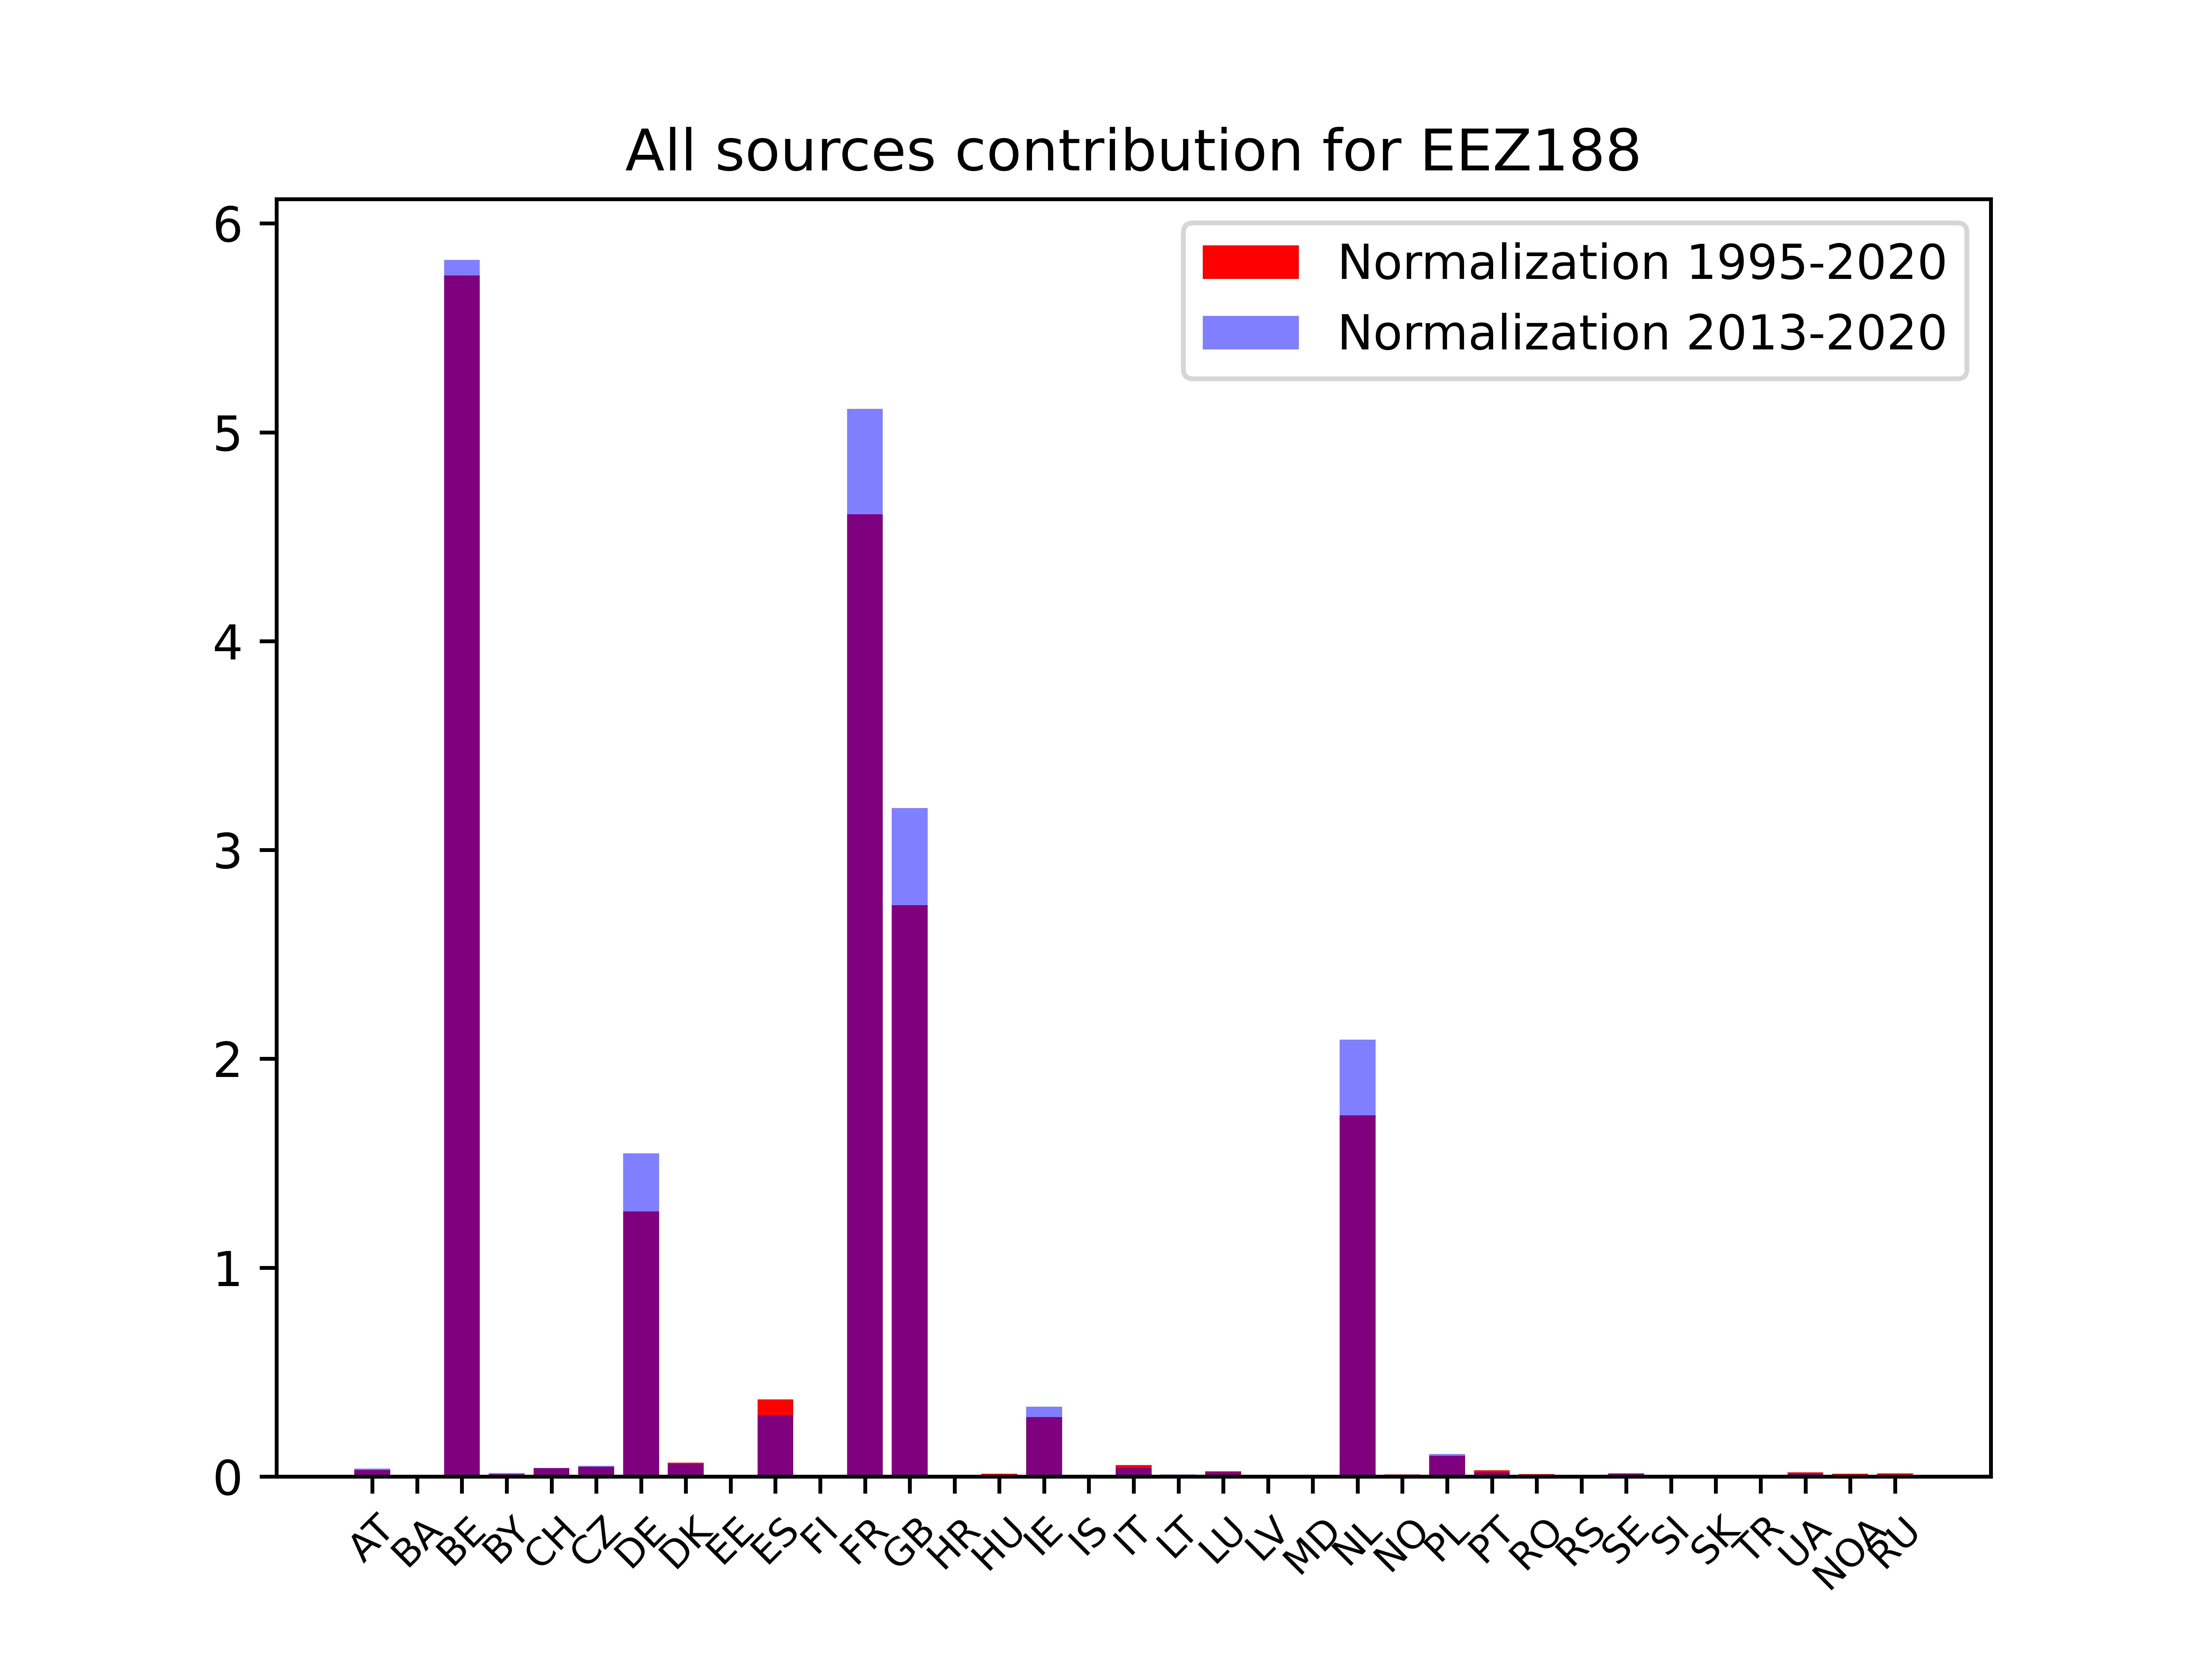 All sources contribution for EEZ188
Normalization 1995-2020
Normalization 2013-2020
6
5
4
3
2
1
0
AT BA BE BY CH CZ DE DK EE ES FI FR GB HR HU IE IS IT LT LU LV MD NL NO PL PT RO RS SE SI SK TR UA NOA RU